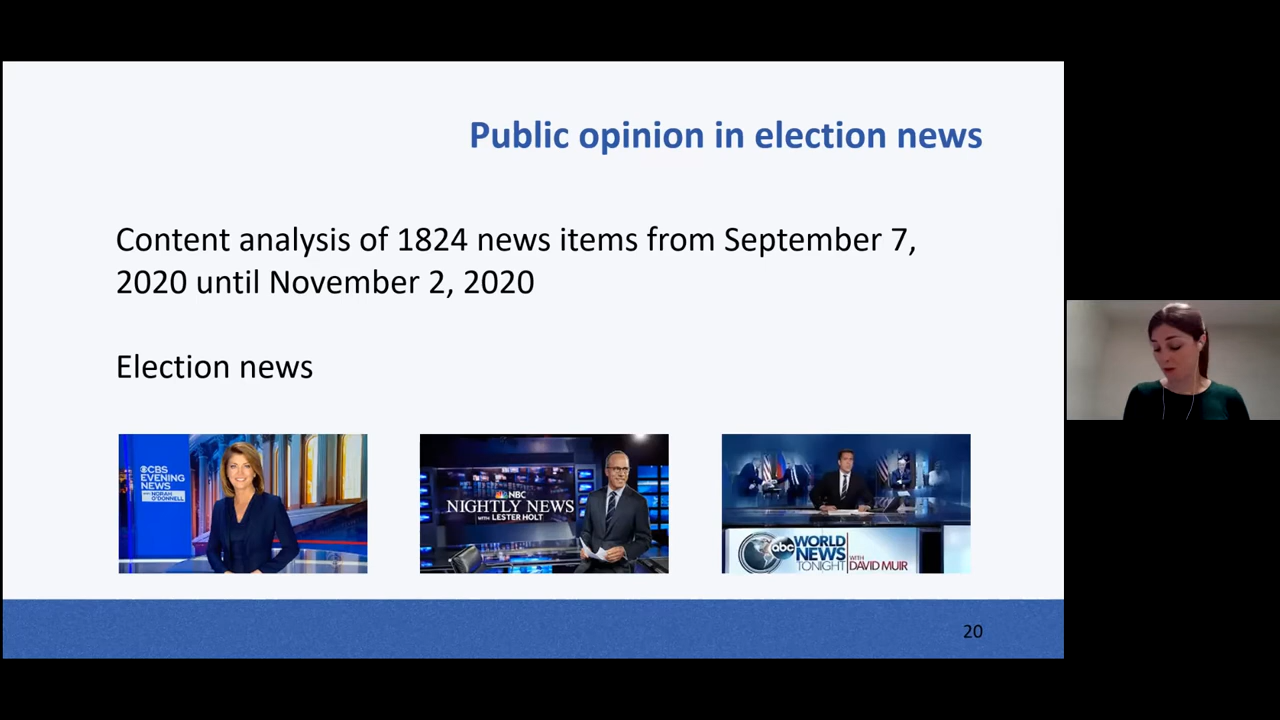 Public opinion in election news
Content analysis of 1824 news items from September 7,
2020 until November 2, 2020
Election news
CBS
EVENING
NEWS
WITH NORAH
O'DONNELL
NBC
NIGHTLY NEWS
WITH LESTER HOLT
abc
WORLD
NEWS
TONIGHT
WITH
DAVID MUIR
20